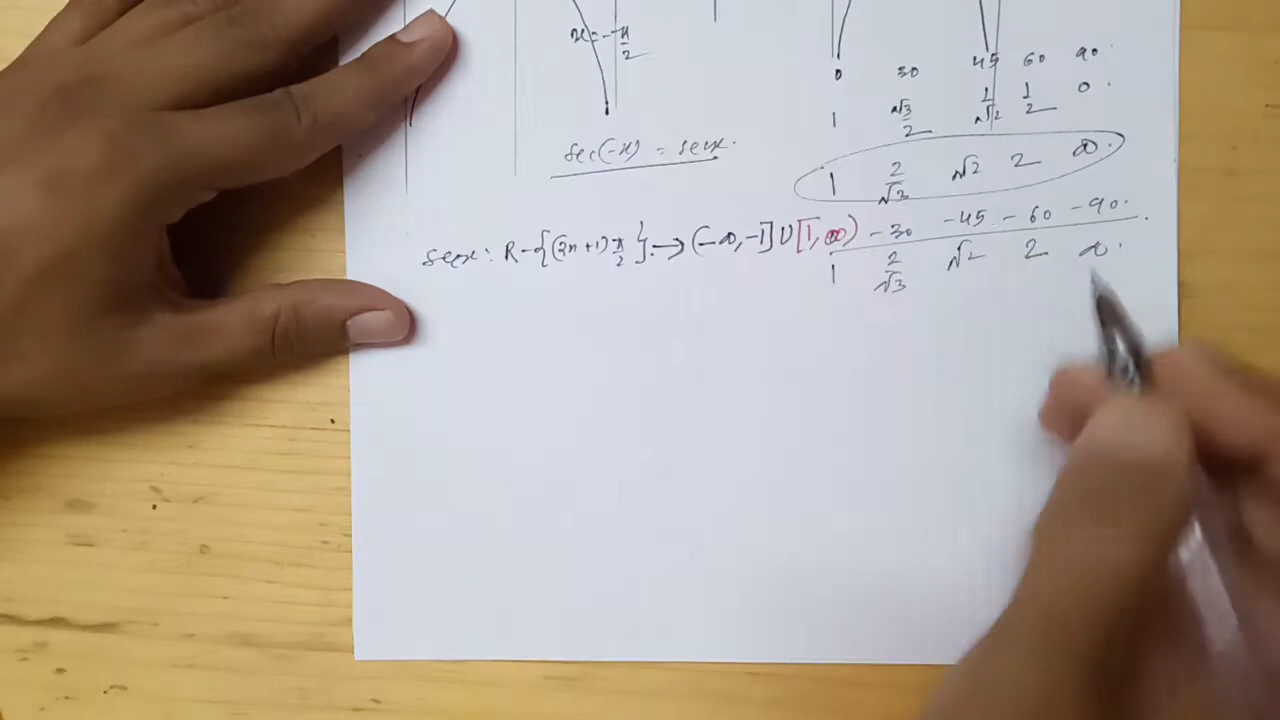 x = -π/2
0 30 45 60 90
1 √3/2 1/√2 1/2 0
sec(-x) = secx.
1 2/√3 √2 2 ∞
secx : R - {(2n+1) π/2}. → (-∞, -1] U [1, ∞)
-30 -45 -60 -90.
1 2/√3 √2 2 ∞.